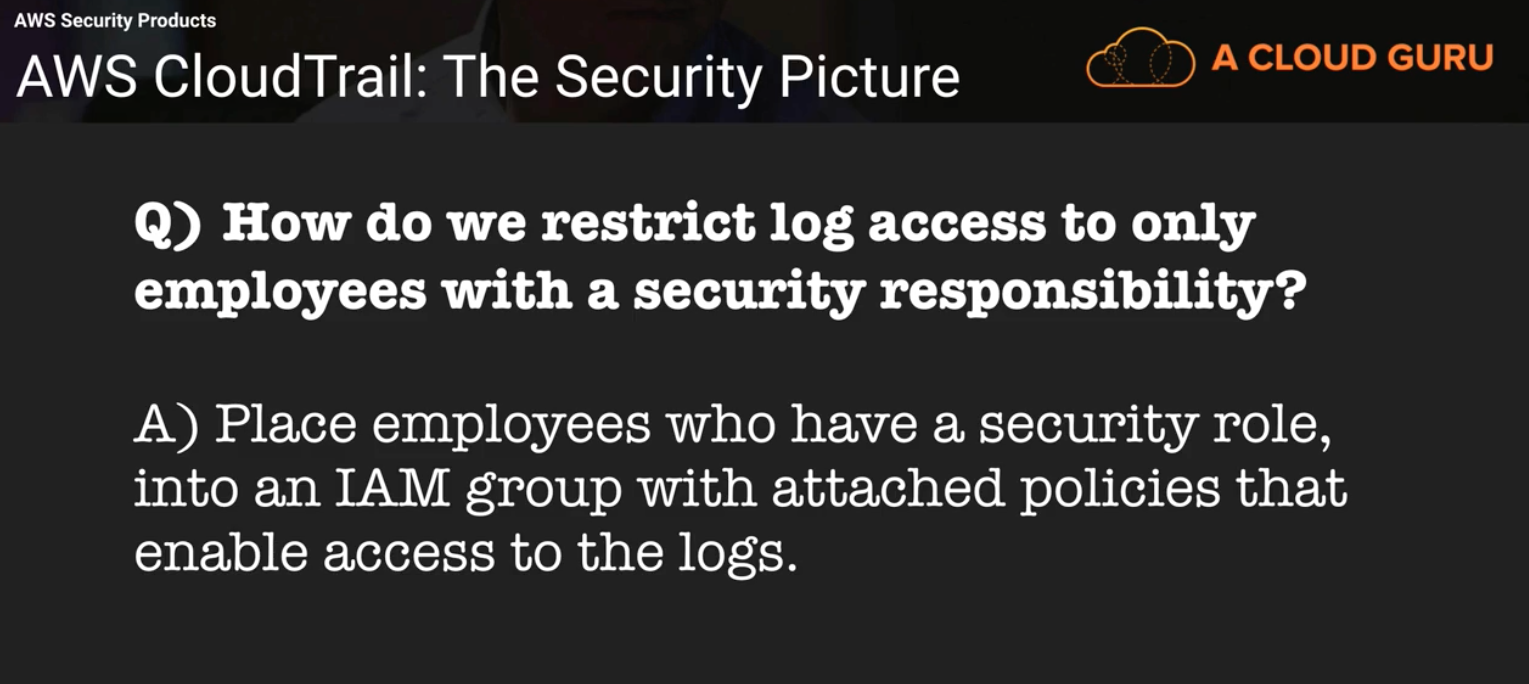 AWS Security Products
AWS CloudTrail: The Security Picture
A CLOUD GURU
Q) How do we restrict log access to only
employees with a security responsibility?
A) Place employees who have a security role,
into an IAM group with attached policies that
enable access to the logs.